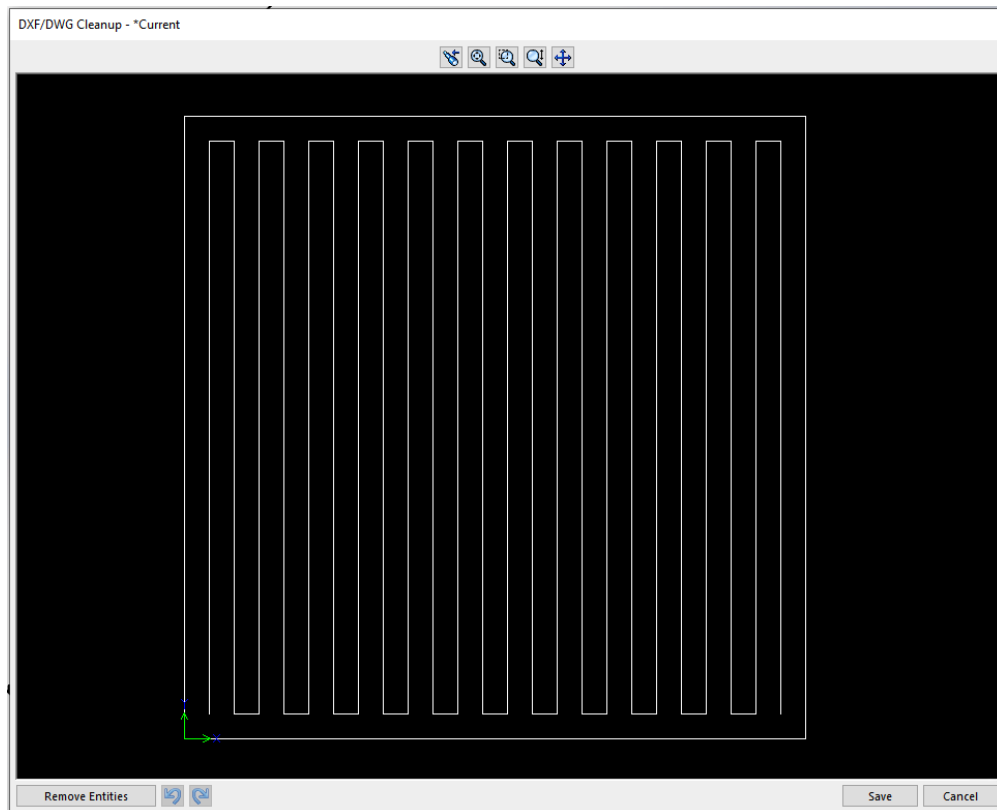 DXF/DWG Cleanup - *Current
Y
X
Remove Entities
Save
Cancel